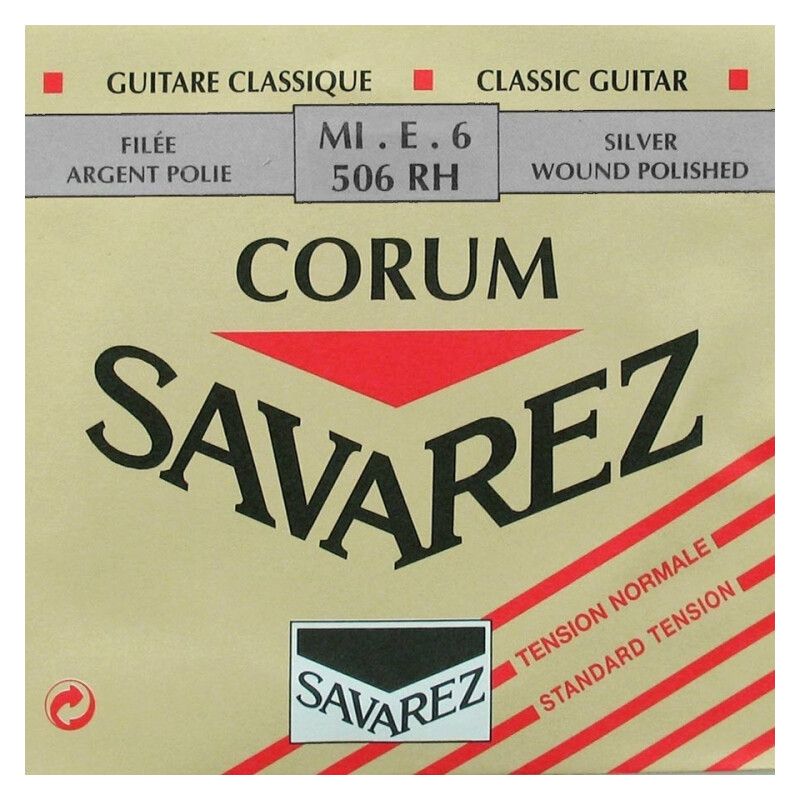 GUITARE CLASSIQUE
CLASSIC GUITAR
FILÉE
ARGENT POLIE
MI . E . 6
506 RH
SILVER
WOUND POLISHED
CORUM
SAVAREZ
TENSION NORMALE
STANDARD TENSION
SAVAREZ